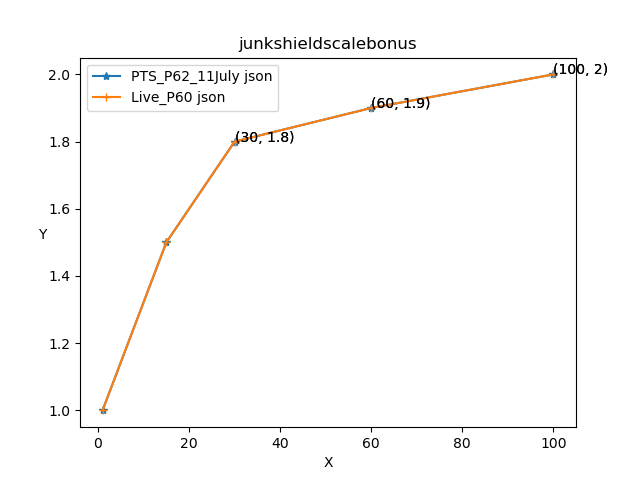 junkshieldscalebonus
PTS_P62_11July json
Live_P60 json
(100, 2)
(60, 1.9)
(30, 1.8)
2.0
1.8
1.6
1.4
1.2
1.0
Y
0 20 40 60 80 100
X